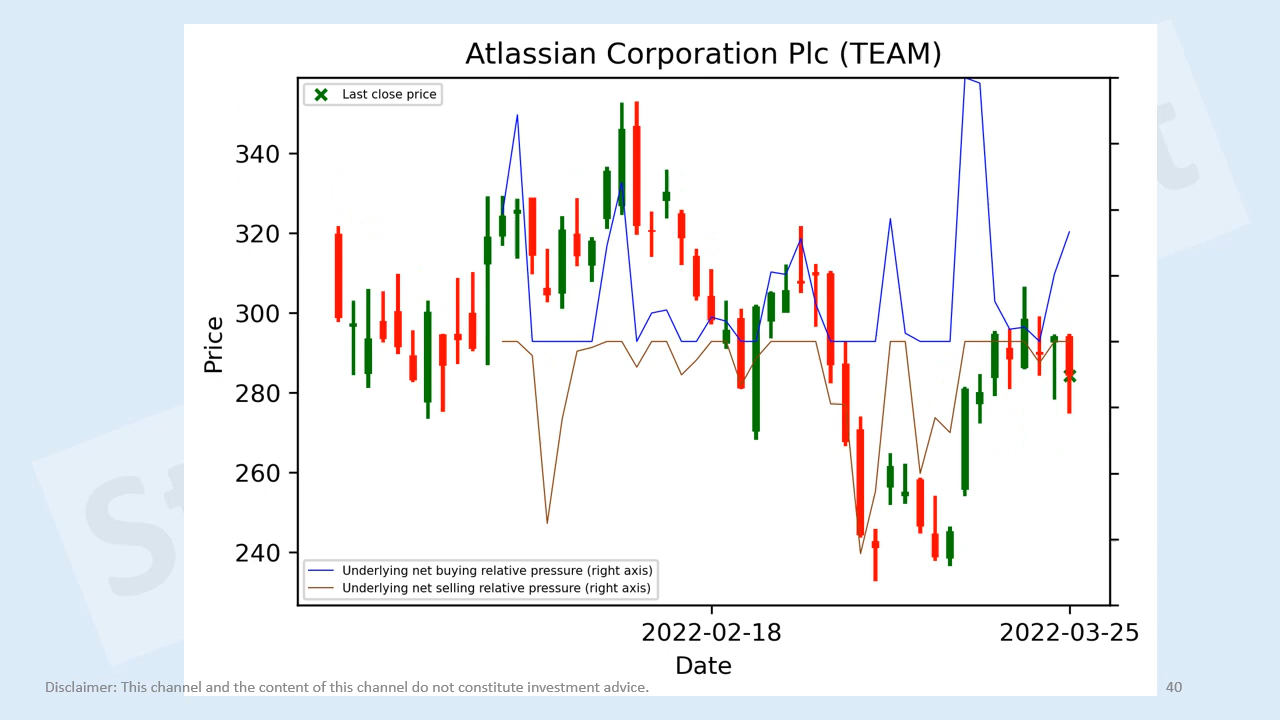 Atlassian Corporation Plc (TEAM)
Last close price
340
320
300
280
260
240
Price
Underlying net buying relative pressure (right axis)
Underlying net selling relative pressure (right axis)
2022-02-18
2022-03-25
Date
Disclaimer: This channel and the content of this channel do not constitute investment advice.
40